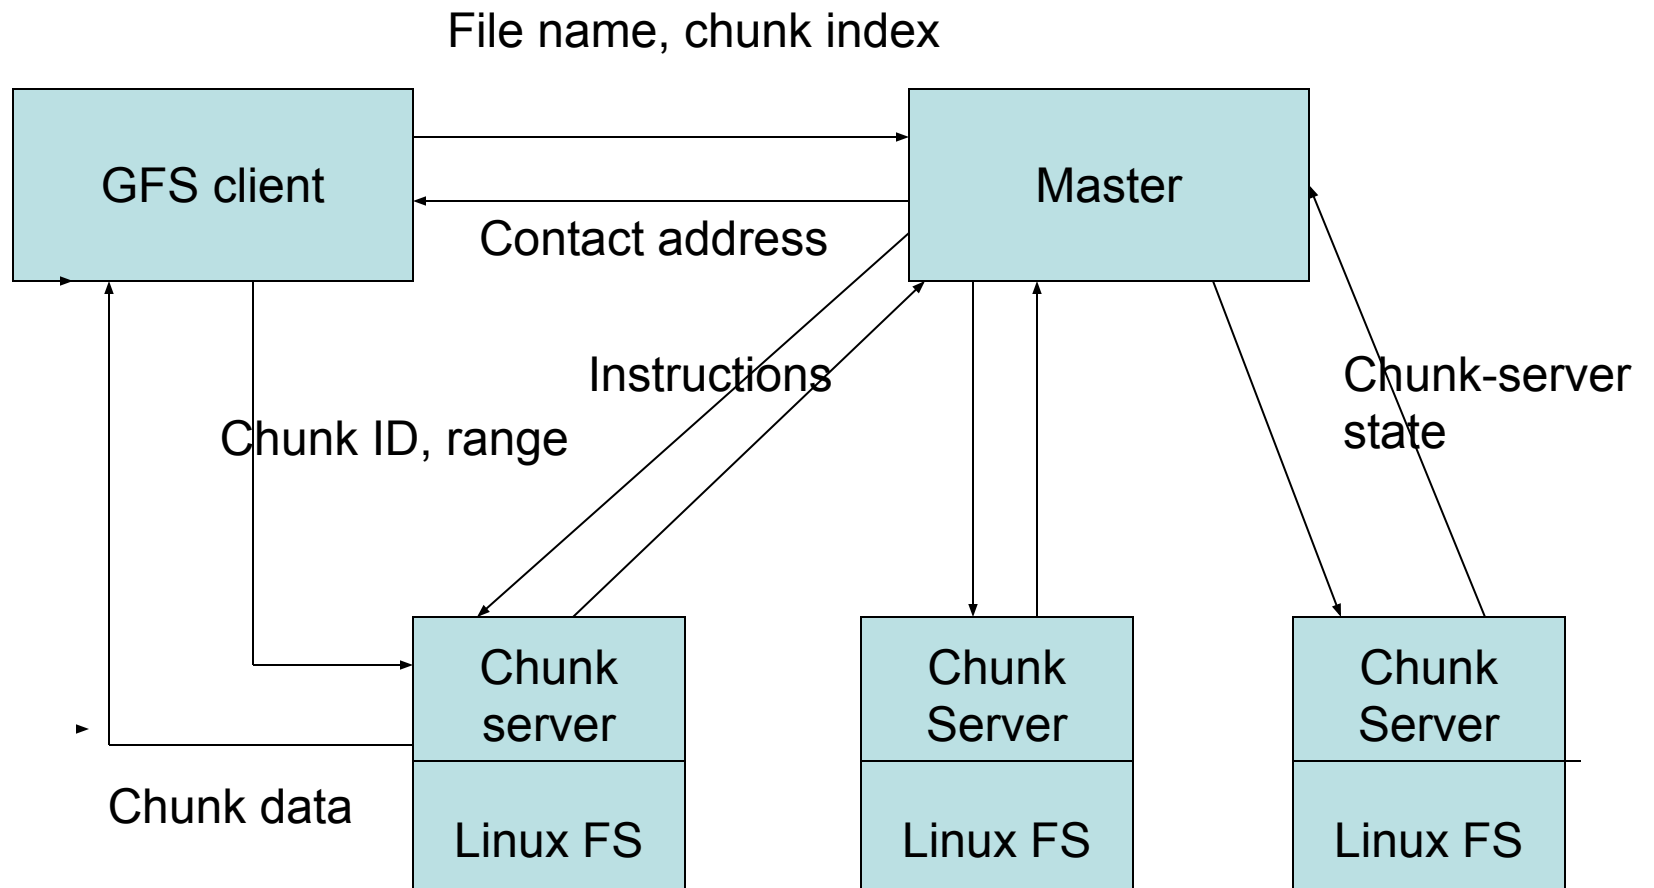 File name, chunk index
GFS client
Master
Contact address
Instructions
Chunk-server
state
Chunk ID, range
Chunk
server
Chunk
Server
Chunk
Server
Chunk data
Linux FS
Linux FS
Linux FS